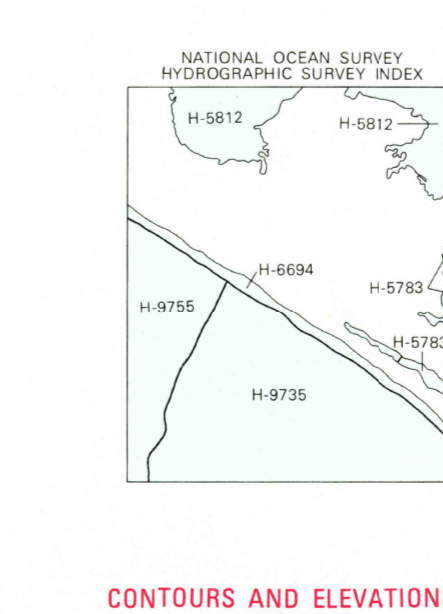 NATIONAL OCEAN SURVEY
HYDROGRAPHIC SURVEY INDEX
H-5812
H-5812
H-6694
H-5783
H-9755
H-5783
H-9735
CONTOURS AND ELEVATION